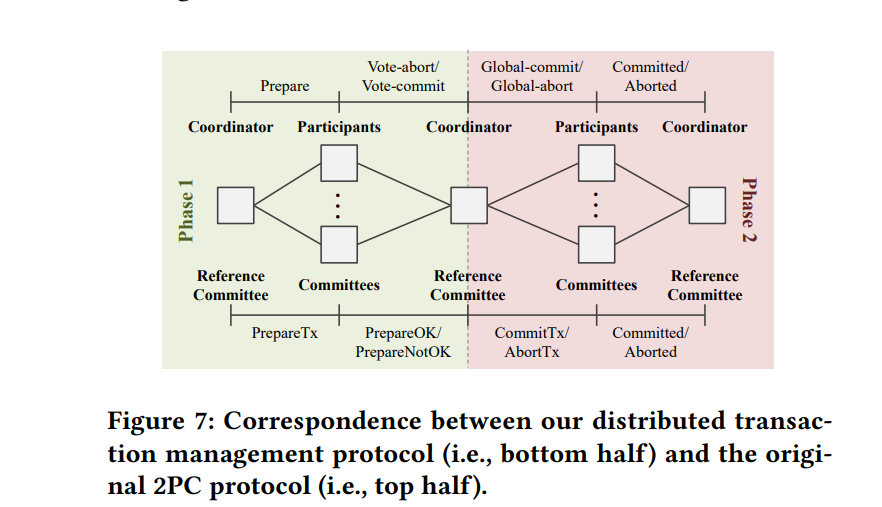 Vote-abort/ Global-commit/ Committed/
Prepare Vote-commit Global-abort Aborted
Coordinator Participants Coordinator Participants Coordinator
Phase 1
Phase 2
Reference Committees Reference Committees Reference
Committee Committee Committee
PrepareTx PrepareOK/ CommitTx/ Committed/
PrepareNotOK AbortTx Aborted
Figure 7: Correspondence between our distributed transac-
tion management protocol (i.e., bottom half) and the origi-
nal 2PC protocol (i.e., top half).